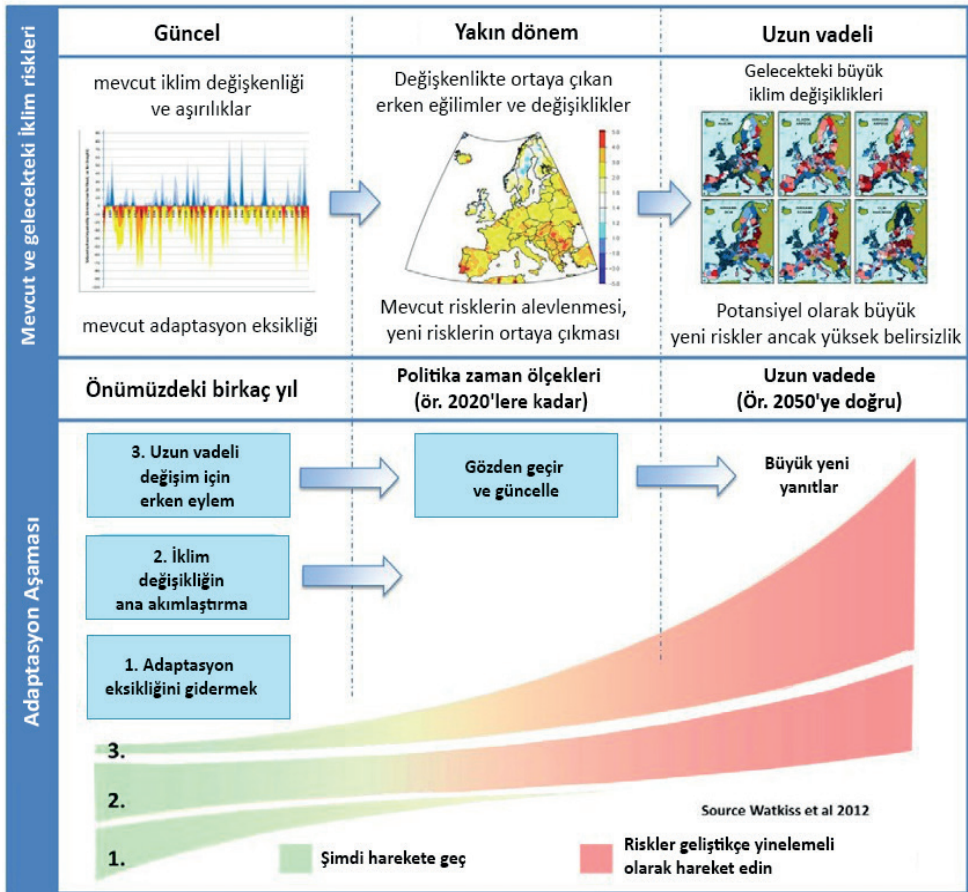 Mevcut ve gelecekteki iklim riskleri
Güncel
Yakın dönem
Uzun vadeli
mevcut iklim değişkenliği
ve aşırılıklar
Değişkenlikte ortaya çıkan
erken eğilimler ve değişiklikler
Gelecekteki büyük
iklim değişiklikleri
mevcut adaptasyon eksikliği
Mevcut risklerin alevlenmesi,
yeni risklerin ortaya çıkması
Potansiyel olarak büyük
yeni riskler ancak yüksek belirsizlik
Adaptasyon Aşaması
Önümüzdeki birkaç yıl
Politika zaman ölçekleri
(ör. 2020'lere kadar)
Uzun vadede
(Ör. 2050'ye doğru)
3. Uzun vadeli
değişim için
erken eylem
Gözden geçir
ve güncelle
Büyük yeni
yanıtlar
2. İklim
değişikliğin
ana akımlaştırma
1. Adaptasyon
eksikliğini gidermek
3.
2.
1.
Source Watkiss et al 2012
Şimdi harekete geç
Riskler geliştikçe yinelemeli
olarak hareket edin